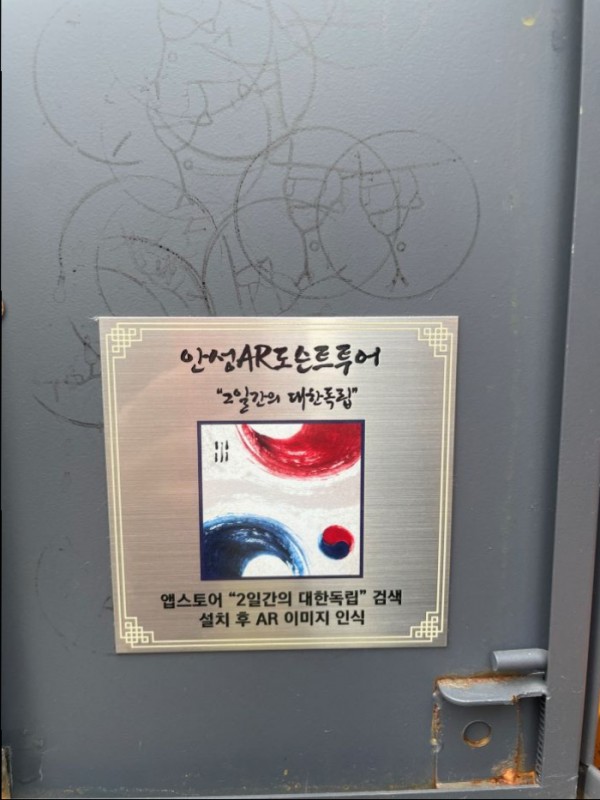 안성AR도슨트투어
"2일간의 대한독립"
앱스토어 “2일간의 대한독립” 검색
설치 후 AR 이미지 인식